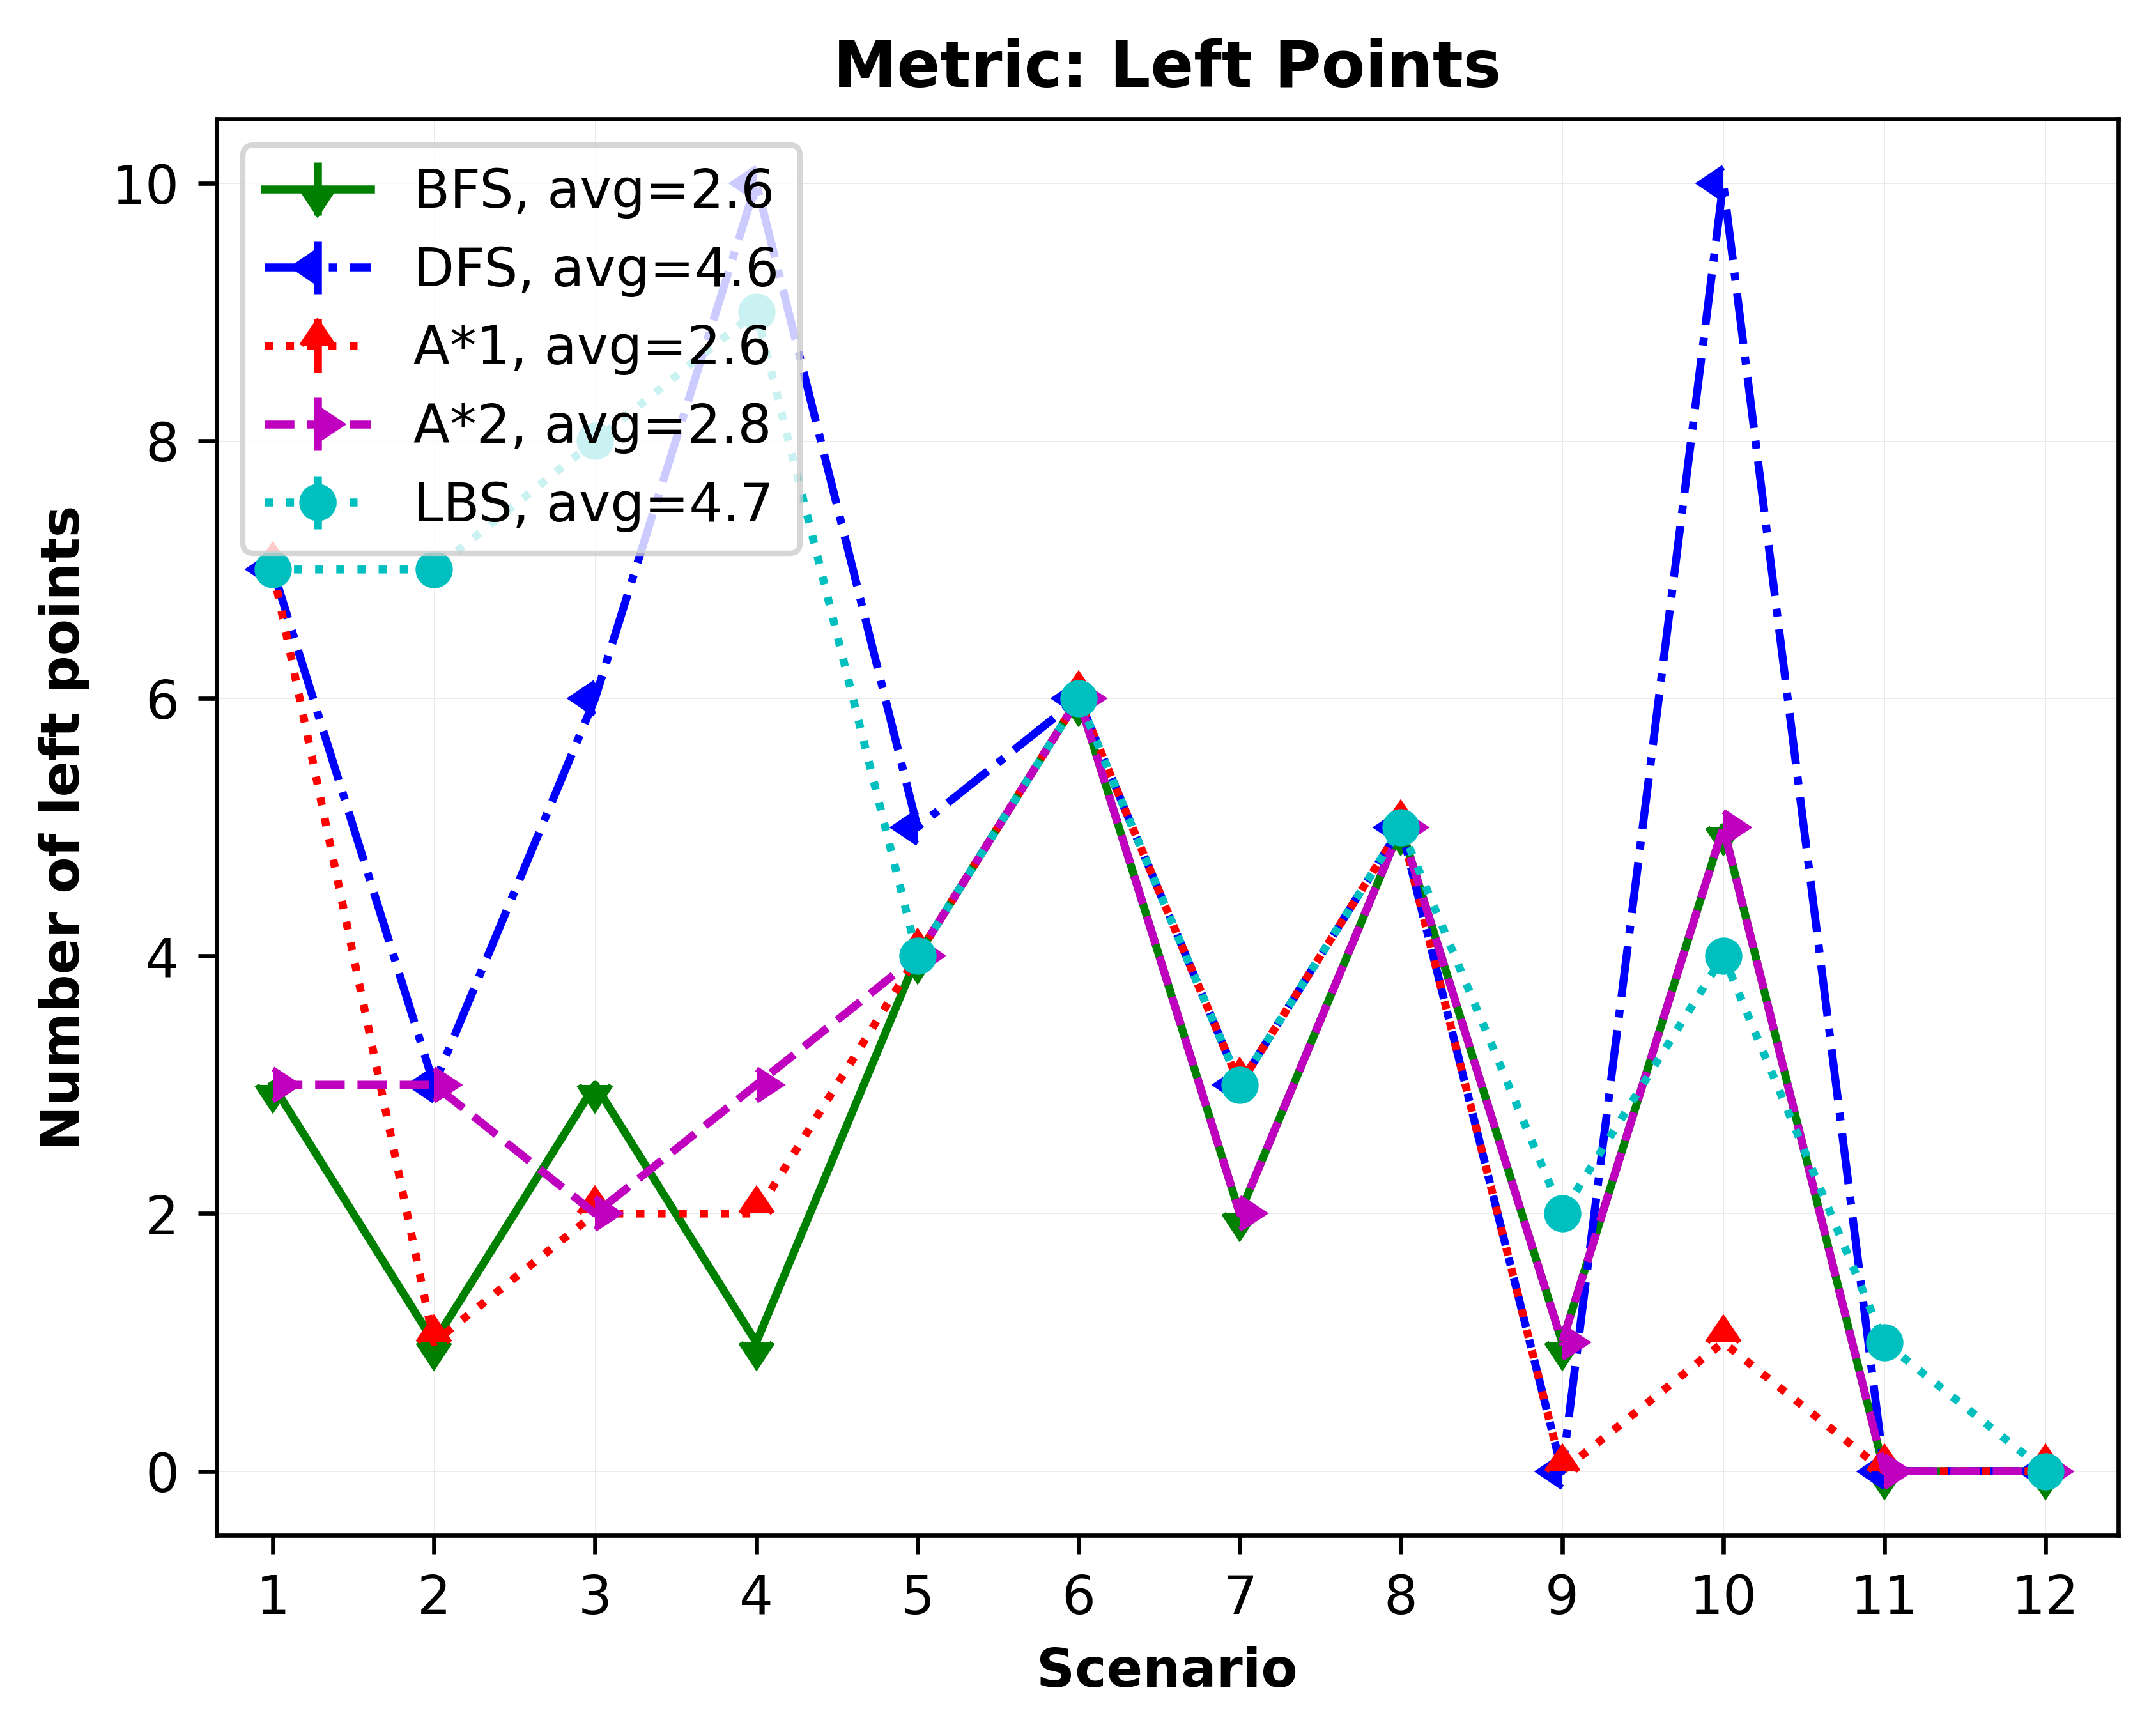 Metric: Left Points
BFS, avg=2.6
DFS, avg=4.6
A*1, avg=2.6
A*2, avg=2.8
LBS, avg=4.7
Number of left points
10
8
6
4
2
0
1 2 3 4 5 6 7 8 9 10 11 12
Scenario